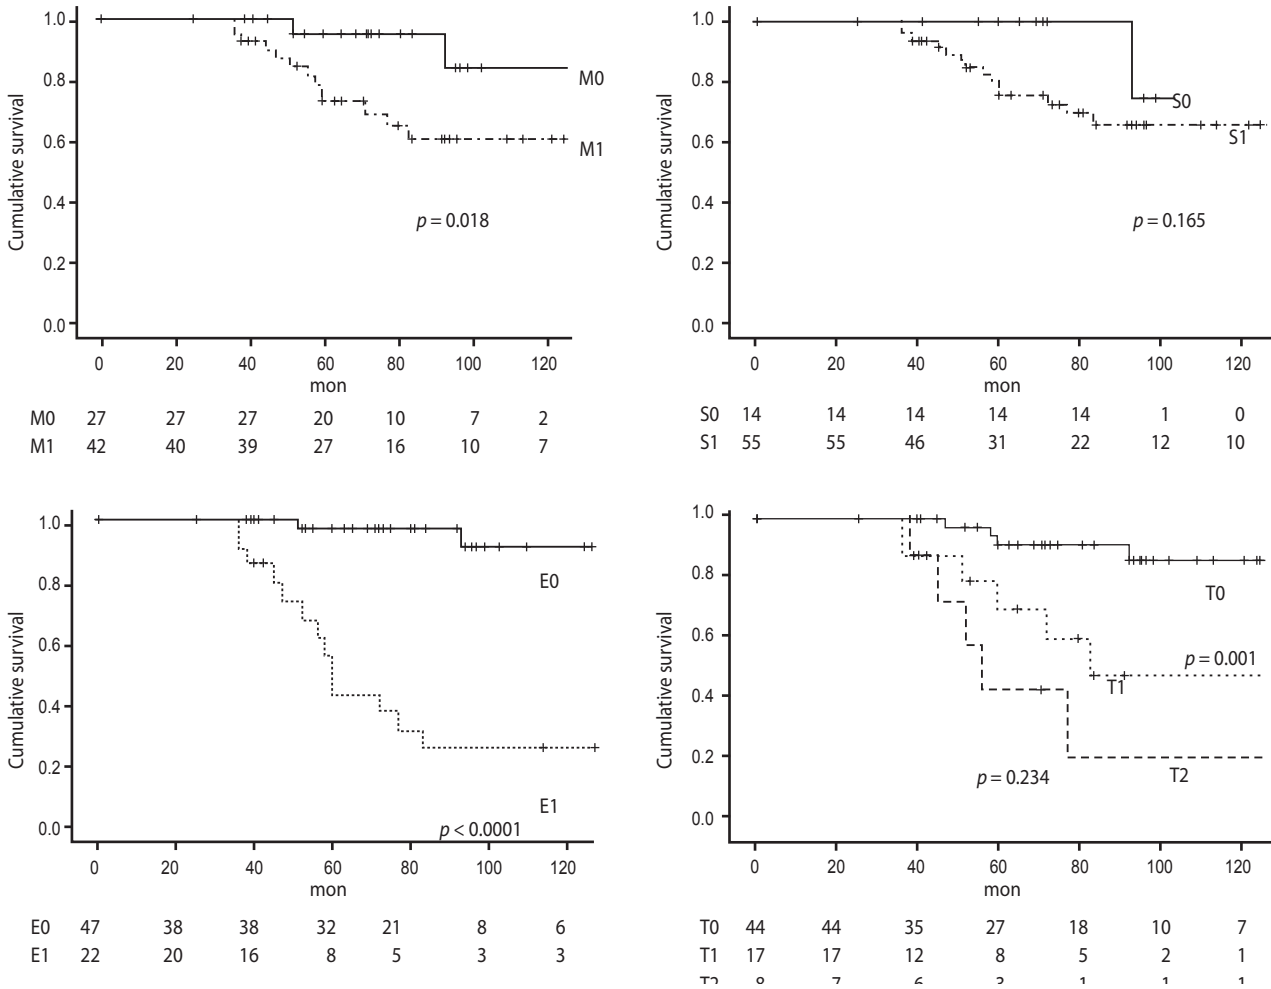 1.0
0.8
0.6
0.4
0.2
0.0
Cumulative survival
M0
M1
p = 0.018
0 20 40 60 80 100 120
mon
M0 27 27 27 20 10 7 2
M1 42 40 39 27 16 10 7
1.0
0.8
0.6
0.4
0.2
0.0
Cumulative survival
S0
S1
p = 0.165
0 20 40 60 80 100 120
mon
S0 14 14 14 14 14 1 0
S1 55 55 46 31 22 12 10
1.0
0.8
0.6
0.4
0.2
0.0
Cumulative survival
E0
E1
p < 0.0001
0 20 40 60 80 100 120
mon
E0 47 38 38 32 21 8 6
E1 22 20 16 8 5 3 3
1.0
0.8
0.6
0.4
0.2
0.0
Cumulative survival
T0
p = 0.001
T1
T2
p = 0.234
0 20 40 60 80 100 120
mon
T0 44 44 35 27 18 10 7
T1 17 17 12 8 5 2 1
T2 8 7 6 3 1 1 1